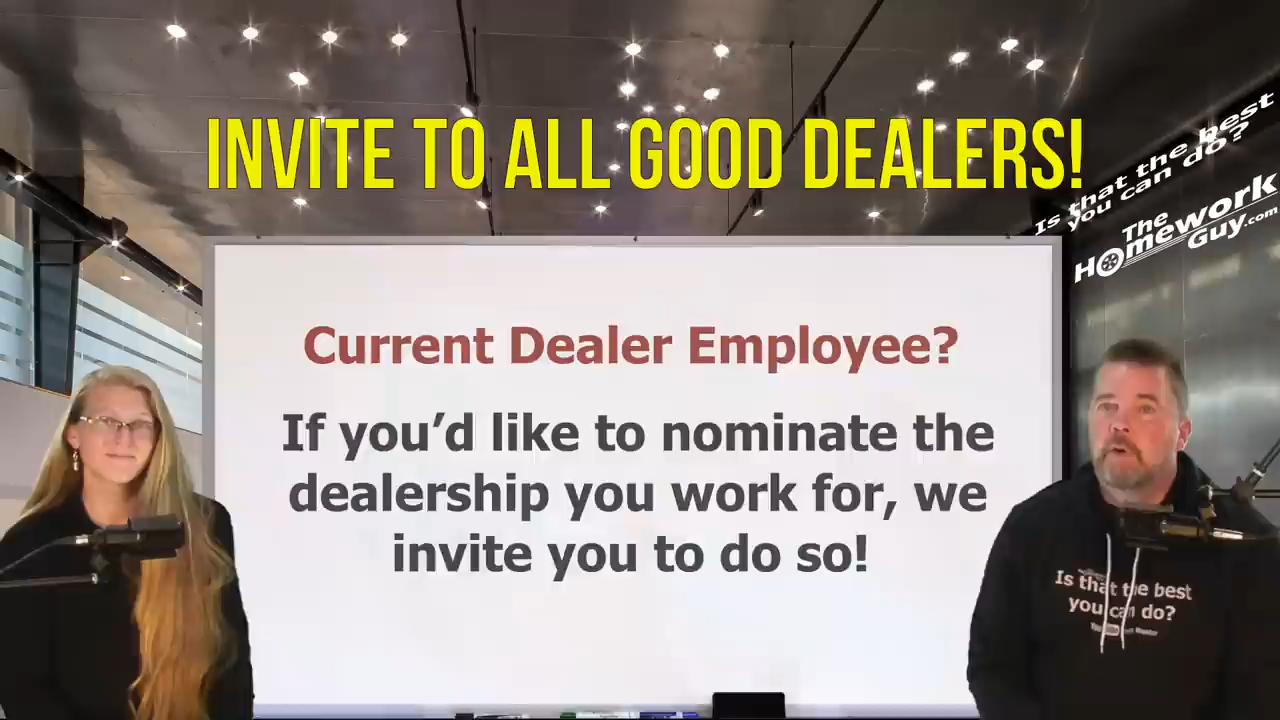 INVITE TO ALL GOOD DEALERS!
Is that the best
you can do?
The
Homework
Guy.com
Current Dealer Employee?
If you’d like to nominate the
dealership you work for, we
invite you to do so!
Is that the best
you can do?